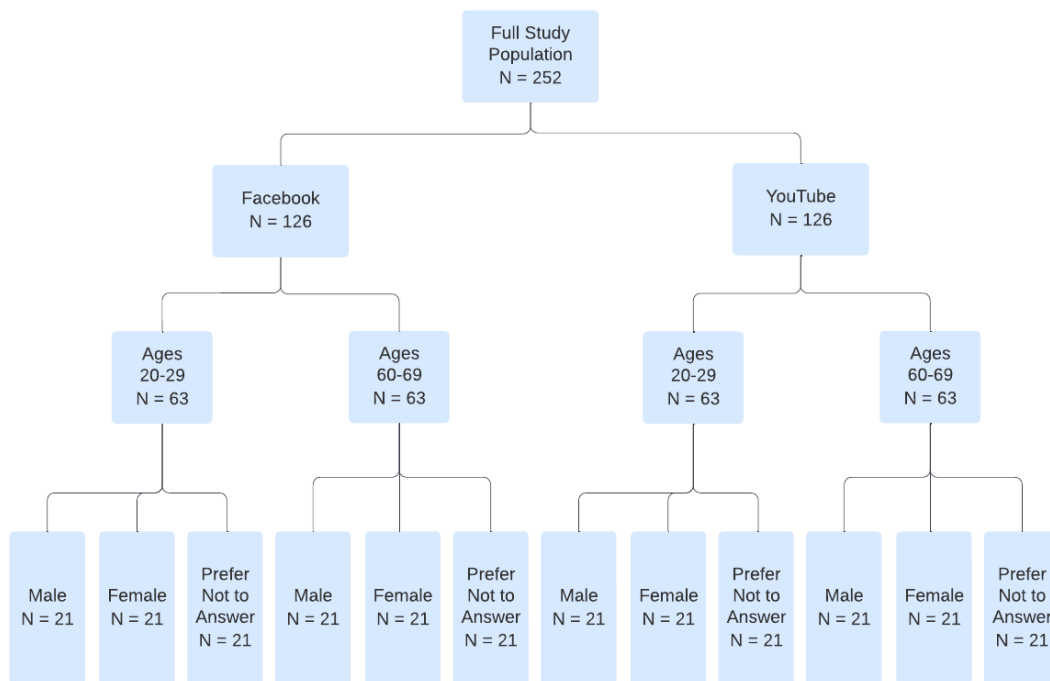 Full Study
Population
N = 252
Facebook
N = 126
YouTube
N = 126
Ages
20-29
N = 63
Ages
60-69
N = 63
Ages
20-29
N = 63
Ages
60-69
N = 63
Male
N = 21
Female
N = 21
Prefer
Not to
Answer
N = 21
Male
N = 21
Female
N = 21
Prefer
Not to
Answer
N = 21
Male
N = 21
Female
N = 21
Prefer
Not to
Answer
N = 21
Male
N = 21
Female
N = 21
Prefer
Not to
Answer
N = 21